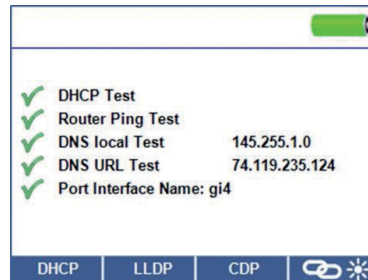 DHCP Test
Router Ping Test
DNS local Test 145.255.1.0
DNS URL Test 74.119.235.124
Port Interface Name: gi4
DHCP LLDP CDP